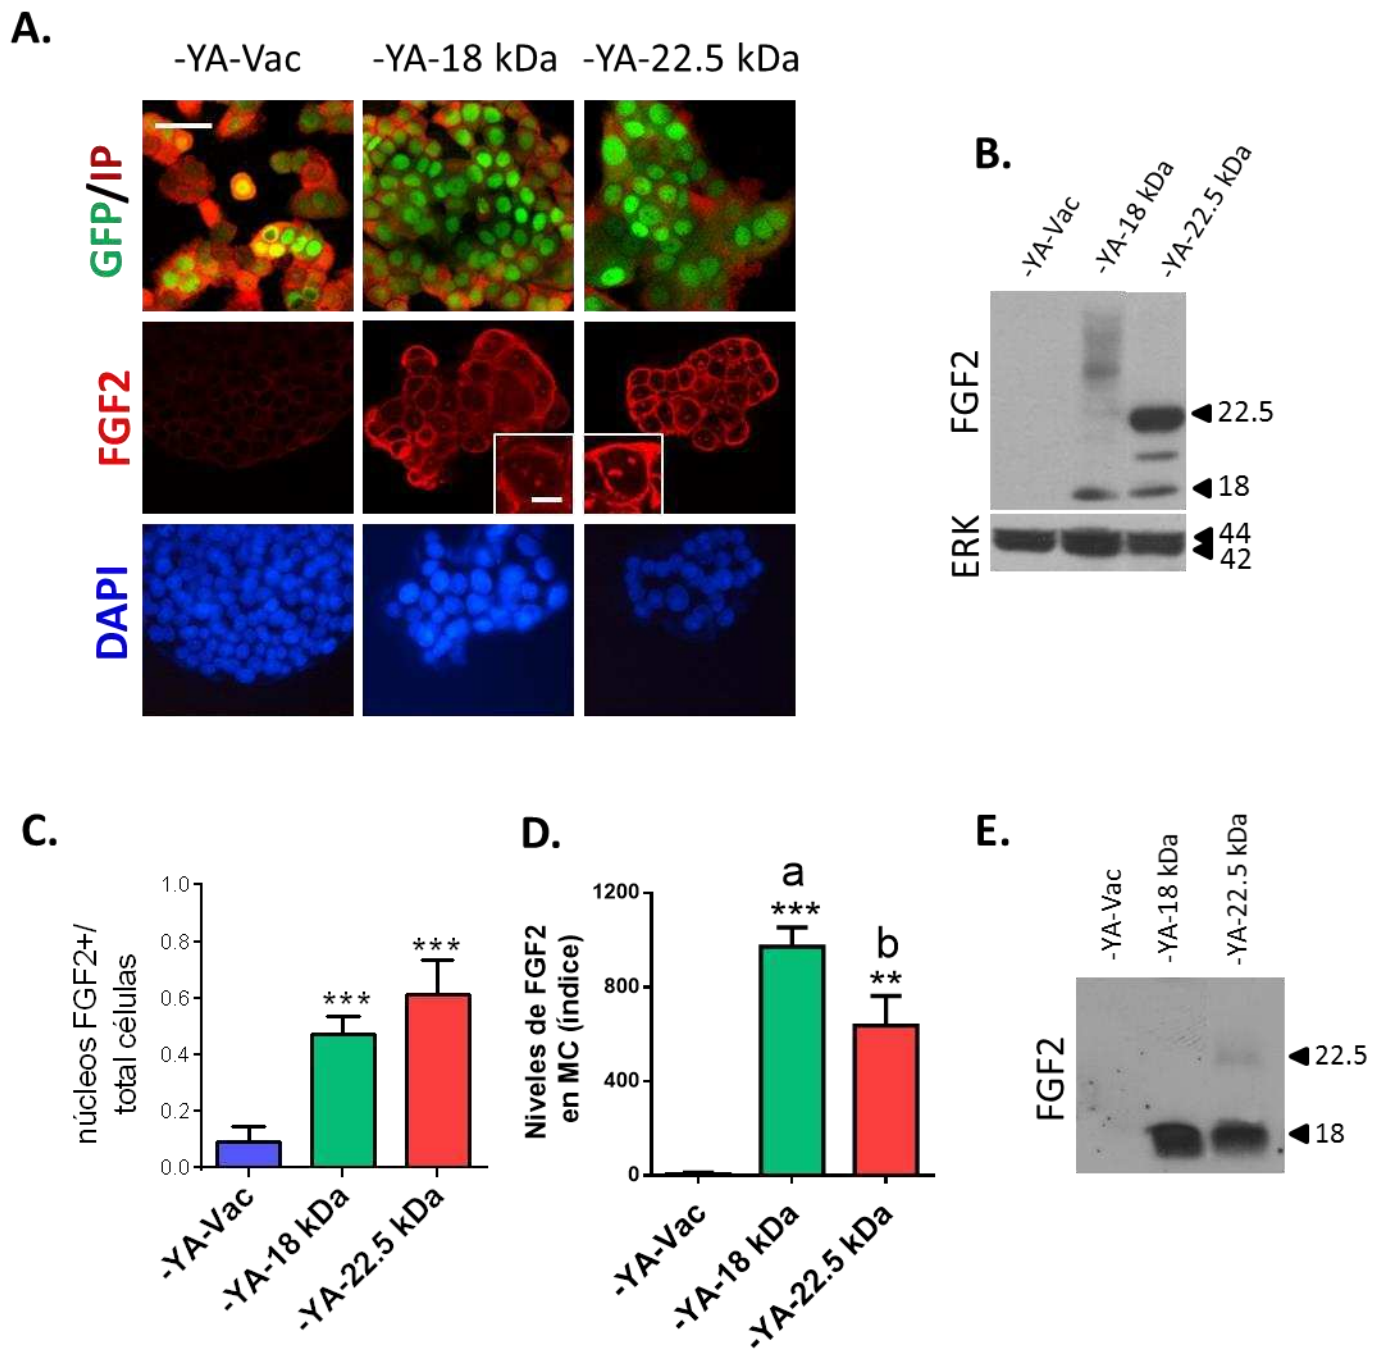 A.
-YA-Vac -YA-18 kDa -YA-22.5 kDa
GFP/IP
FGF2
DAPI
B.
-YA-Vac
-YA-18 kDa
-YA-22.5 kDa
FGF2
22.5
18
ERK
44
42
C.
núcleos FGF2+/
total células
1.0
0.8
0.6
0.4
0.2
0.0
***
***
-YA-Vac
-YA-18 kDa
-YA-22.5 kDa
D.
Niveles de FGF2
en MC (índice)
1200
800
400
0
a
***
b
**
-YA-Vac
-YA-18 kDa
-YA-22.5 kDa
E.
-YA-Vac
-YA-18 kDa
-YA-22.5 kDa
FGF2
22.5
18